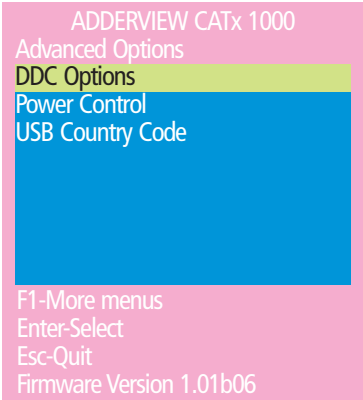 ADDERVIEW CATx 1000
Advanced Options
DDC Options
Power Control
USB Country Code
F1-More menus
Enter-Select
Esc-Quit
Firmware Version 1.01b06